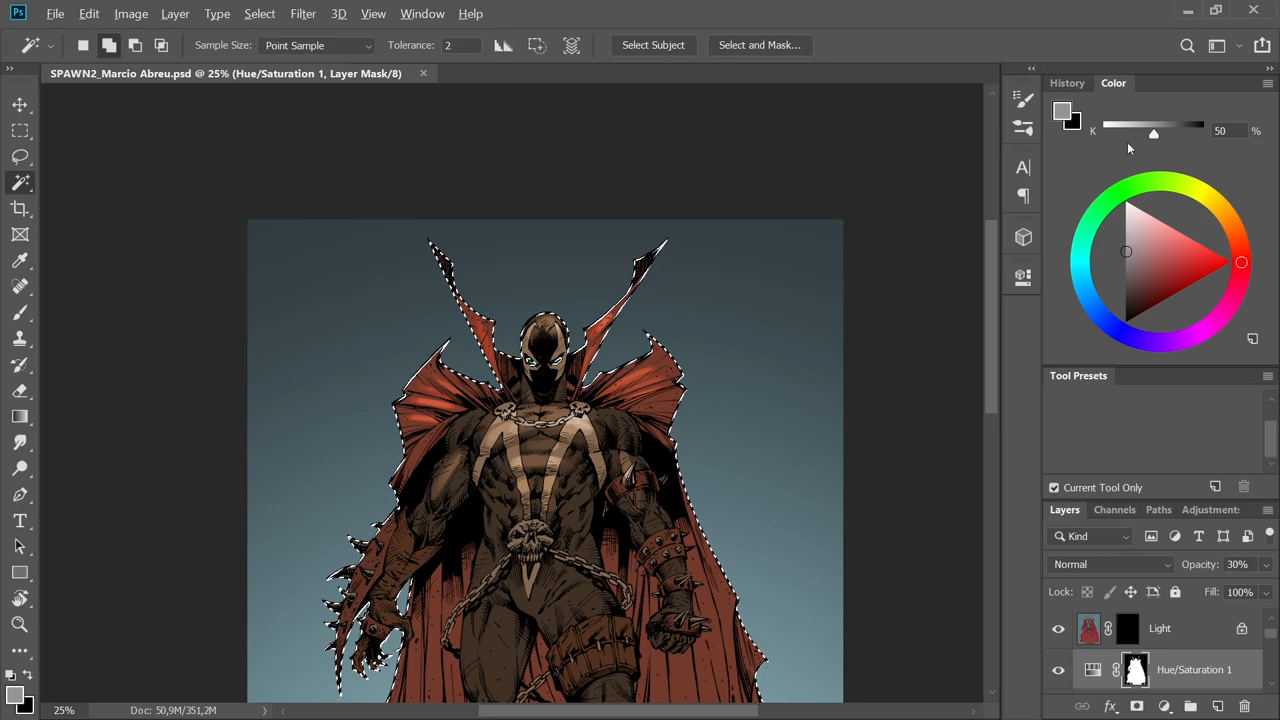 Ps File Edit Image Layer Type Select Filter 3D View Window Help
Sample Size: Point Sample Tolerance: 2 Select Subject Select and Mask...
SPAWN2_Marcio Abreu.psd @ 25% (Hue/Saturation 1, Layer Mask/8)
History Color
K 50 %
A
Tool Presets
Current Tool Only
Layers Channels Paths Adjustment:
Kind
Normal Opacity: 30%
Lock: Fill: 100%
Light
Hue/Saturation 1
25% Doc: 50,9M/351,2M